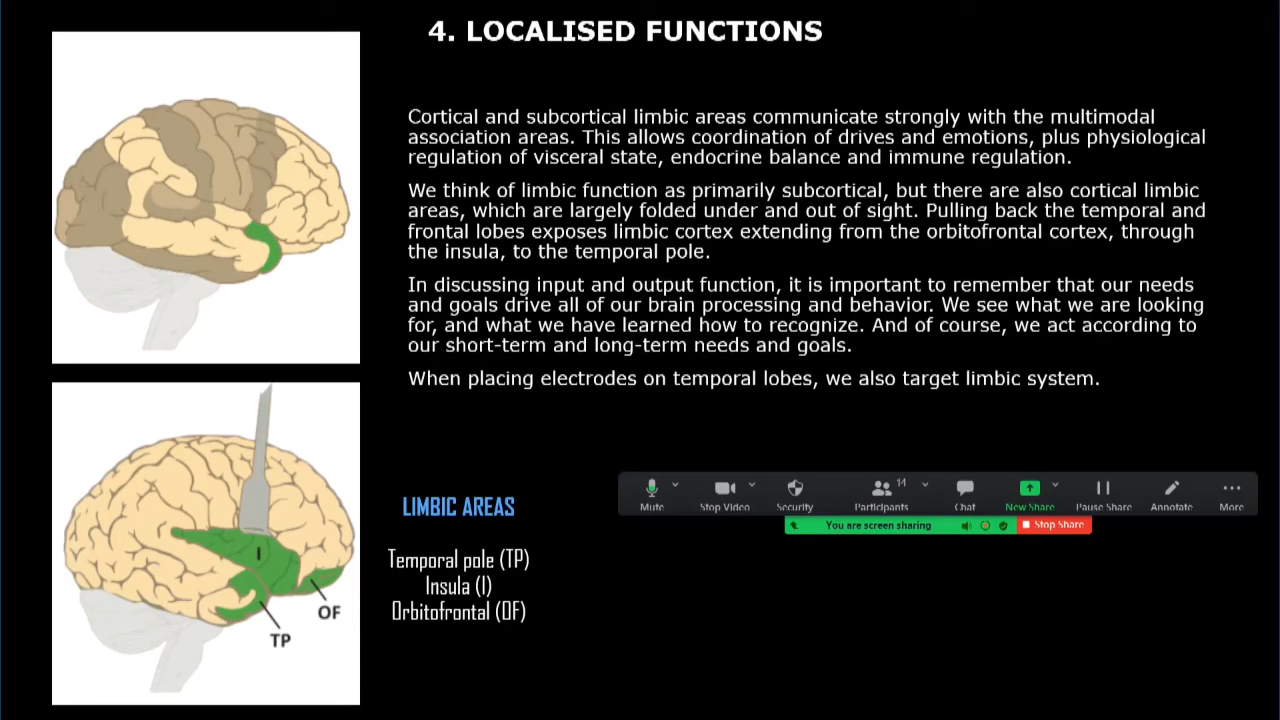 4. LOCALISED FUNCTIONS
Cortical and subcortical limbic areas communicate strongly with the multimodal
association areas. This allows coordination of drives and emotions, plus physiological
regulation of visceral state, endocrine balance and immune regulation.
We think of limbic function as primarily subcortical, but there are also cortical limbic
areas, which are largely folded under and out of sight. Pulling back the temporal and
frontal lobes exposes limbic cortex extending from the orbitofrontal cortex, through
the insula, to the temporal pole.
In discussing input and output function, it is important to remember that our needs
and goals drive all of our brain processing and behavior. We see what we are looking
for, and what we have learned how to recognize. And of course, we act according to
our short-term and long-term needs and goals.
When placing electrodes on temporal lobes, we also target limbic system.
I
OF
TP
LIMBIC AREAS
Temporal pole (TP)
Insula (I)
Orbitofrontal (OF)
14
Mute Stop Video Security Participants Chat New Share Pause Share Annotate More
You are screen sharing Stop Share